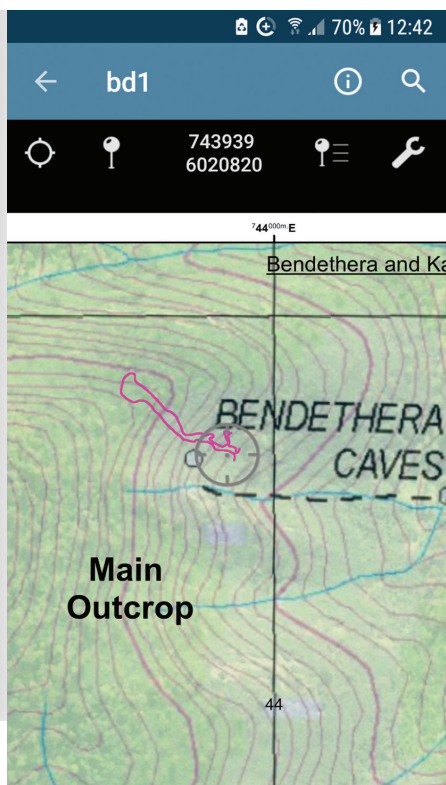 70% 12:42
bd1
743939
6020820
744000m. E
Bendethera and Ka
BENDETHERA
CAVES
Main
Outcrop
44